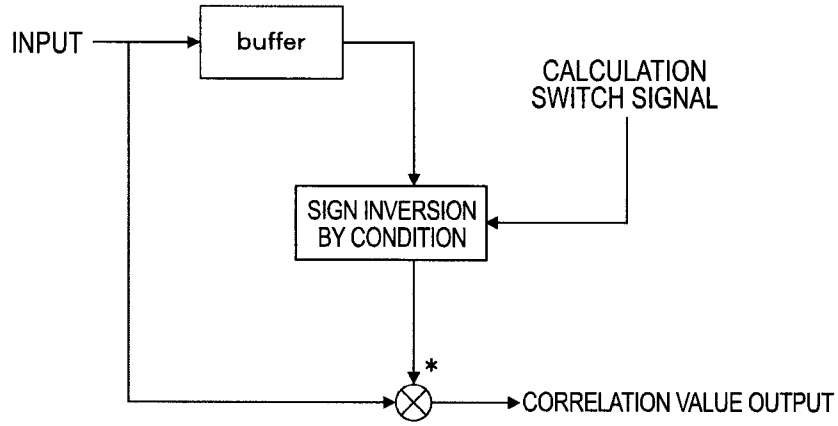 INPUT
buffer
CALCULATION
SWITCH SIGNAL
SIGN INVERSION
BY CONDITION
*
CORRELATION VALUE OUTPUT